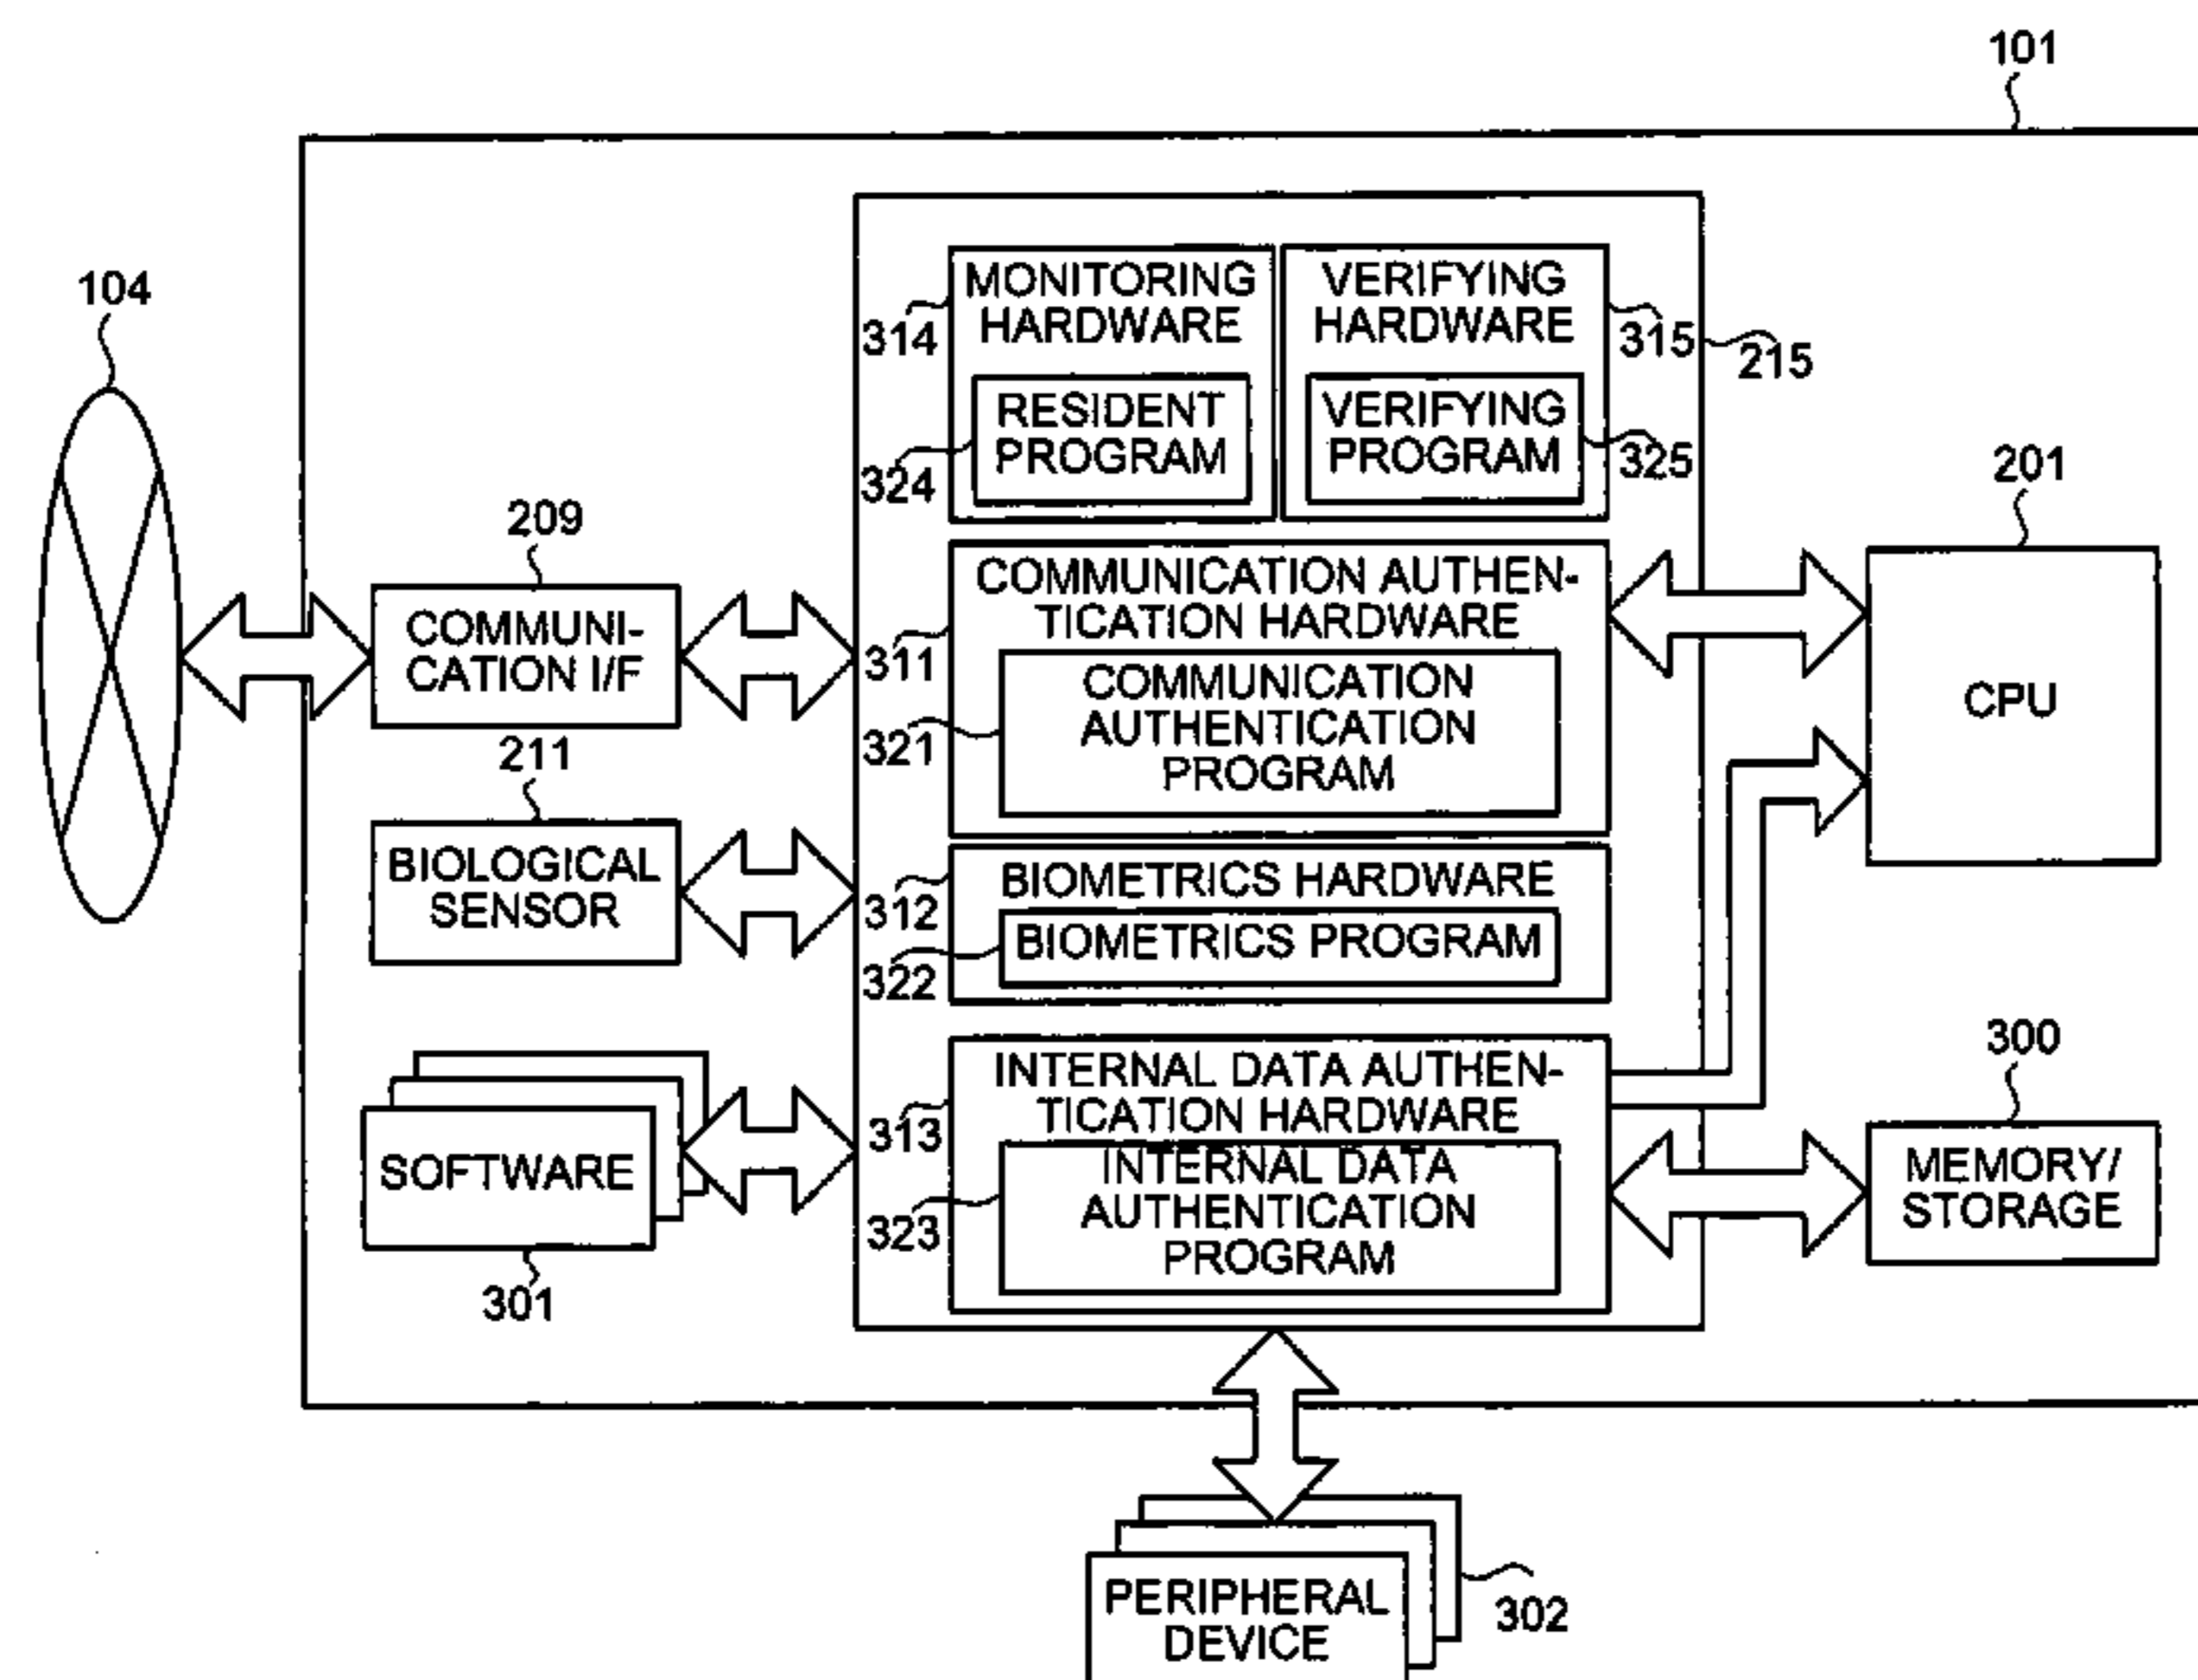 101
104
MONITORING
HARDWARE
314
RESIDENT
PROGRAM
324
VERIFYING
HARDWARE
315
215
VERIFYING
PROGRAM
325
201
CPU
209
COMMUNI-
CATION I/F
COMMUNICATION AUTHEN-
TICATION HARDWARE
311
COMMUNICATION
AUTHENTICATION
PROGRAM
321
211
BIOLOGICAL
SENSOR
BIOMETRICS HARDWARE
312
BIOMETRICS PROGRAM
322
SOFTWARE
301
INTERNAL DATA AUTHEN-
TICATION HARDWARE
313
INTERNAL DATA
AUTHENTICATION
PROGRAM
323
300
MEMORY/
STORAGE
PERIPHERAL
DEVICE
302